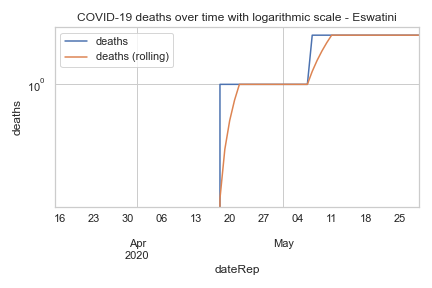 COVID-19 deaths over time with logarithmic scale - Eswatini
deaths
deaths (rolling)
10^0
deaths
16 23 30 06 13 20 27 04 11 18 25
Apr May
2020
dateRep